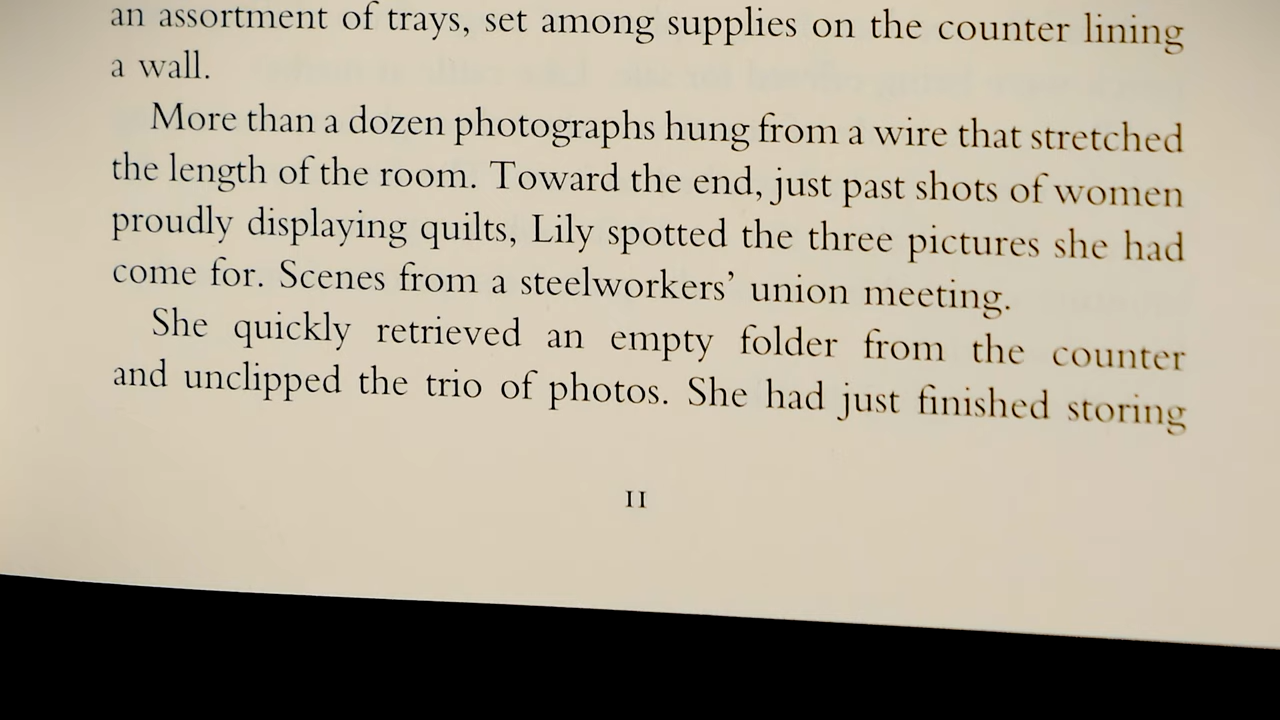 an assortment of trays, set among supplies on the counter lining
a wall.
More than a dozen photographs hung from a wire that stretched
the length of the room. Toward the end, just past shots of women
proudly displaying quilts, Lily spotted the three pictures she had
come for. Scenes from a steelworkers’ union meeting.
She quickly retrieved an empty folder from the counter
and unclipped the trio of photos. She had just finished storing
11